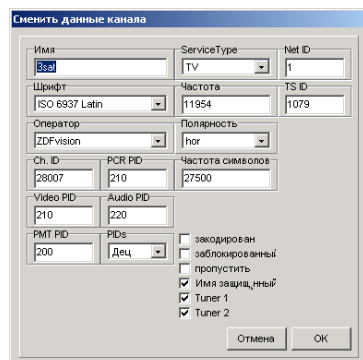 Сменить данные канала
Имя ServiceType Net ID
3sat TV 1
Шрифт Частота TS ID
ISO 6937 Latin 11954 1079
Оператор Полярность
ZDFvision hor
Ch. ID PCR PID Частота символов
28007 210 27500
Video PID Audio PID
210 220
PMT PID PIDs
200 Дец
закодирован
заблокированный
пропустить
Имя защищ,нный
Tuner 1
Tuner 2
Отмена OK